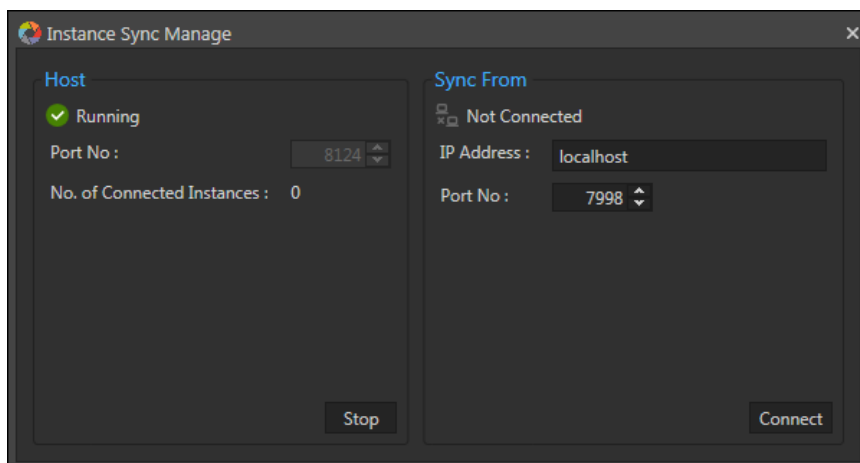 Instance Sync Manage
Host
Running
Port No :
8124
No. of Connected Instances : 0
Stop
Sync From
Not Connected
IP Address : localhost
Port No : 7998
Connect